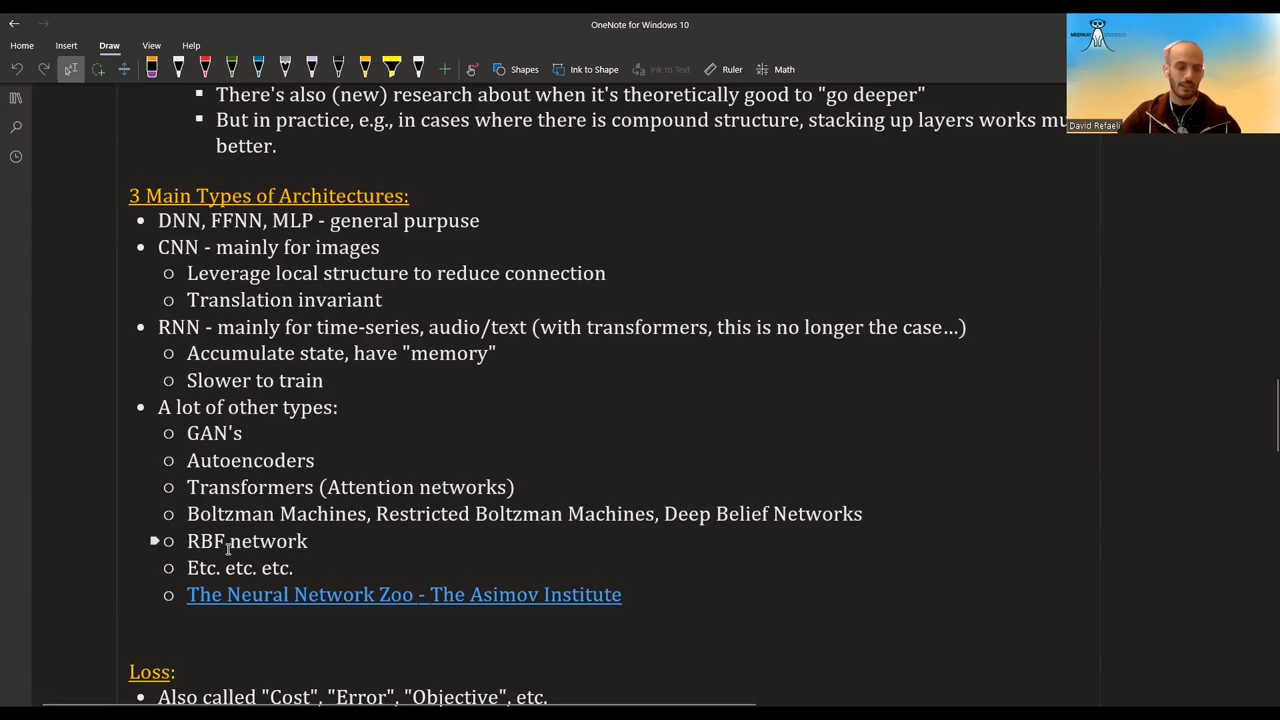 OneNote for Windows 10
Home Insert Draw View Help
Shapes Ink to Shape Ink to Text Ruler Math
MEERKAT
David Refaeli
There's also (new) research about when it's theoretically good to "go deeper"
But in practice, e.g., in cases where there is compound structure, stacking up layers works mu
better.
3 Main Types of Architectures:
DNN, FFNN, MLP - general purpuse
CNN - mainly for images
Leverage local structure to reduce connection
Translation invariant
RNN - mainly for time-series, audio/text (with transformers, this is no longer the case…)
Accumulate state, have "memory"
Slower to train
A lot of other types:
GAN's
Autoencoders
Transformers (Attention networks)
Boltzman Machines, Restricted Boltzman Machines, Deep Belief Networks
RBF network
Etc. etc. etc.
The Neural Network Zoo - The Asimov Institute
Loss:
Also called "Cost", "Error", "Objective", etc.